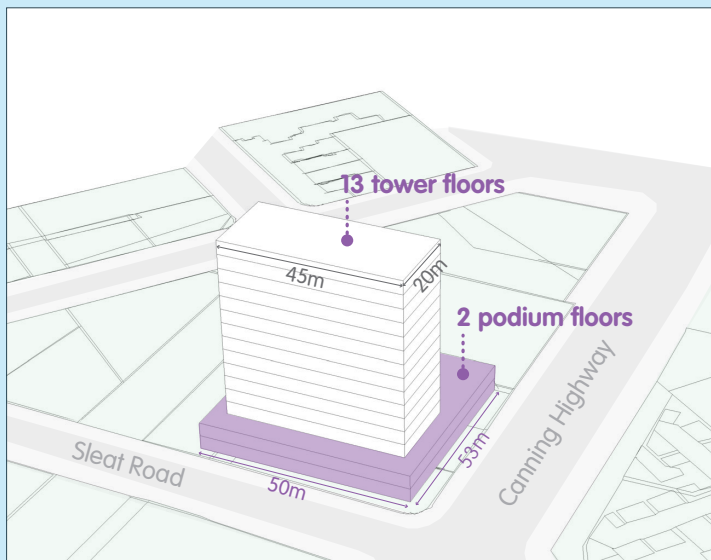 13 tower floors
45m
20m
2 podium floors
Sleat Road
50m
53m
Canning Highway